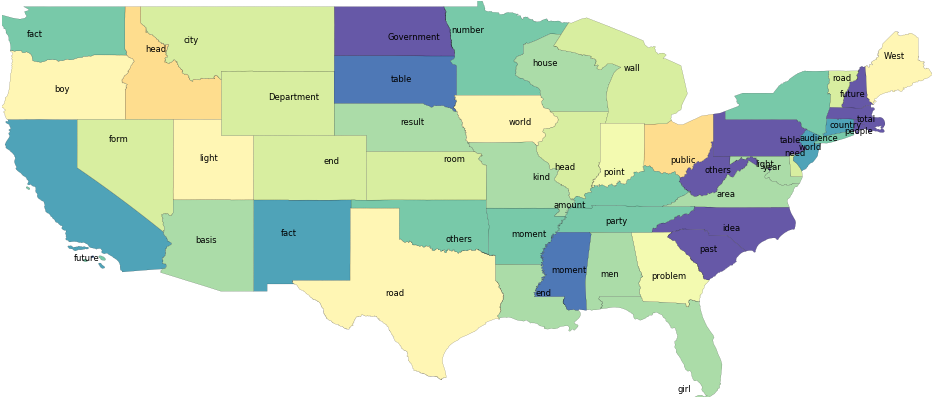 fact
head
city
Government
number
West
boy
table
house
wall
road
future
Department
result
world
total
country
people
form
light
end
room
kind
head
point
public
table
audience
world
need
others
light
year
area
amount
basis
fact
others
moment
party
idea
past
future
road
end
moment
men
problem
girl